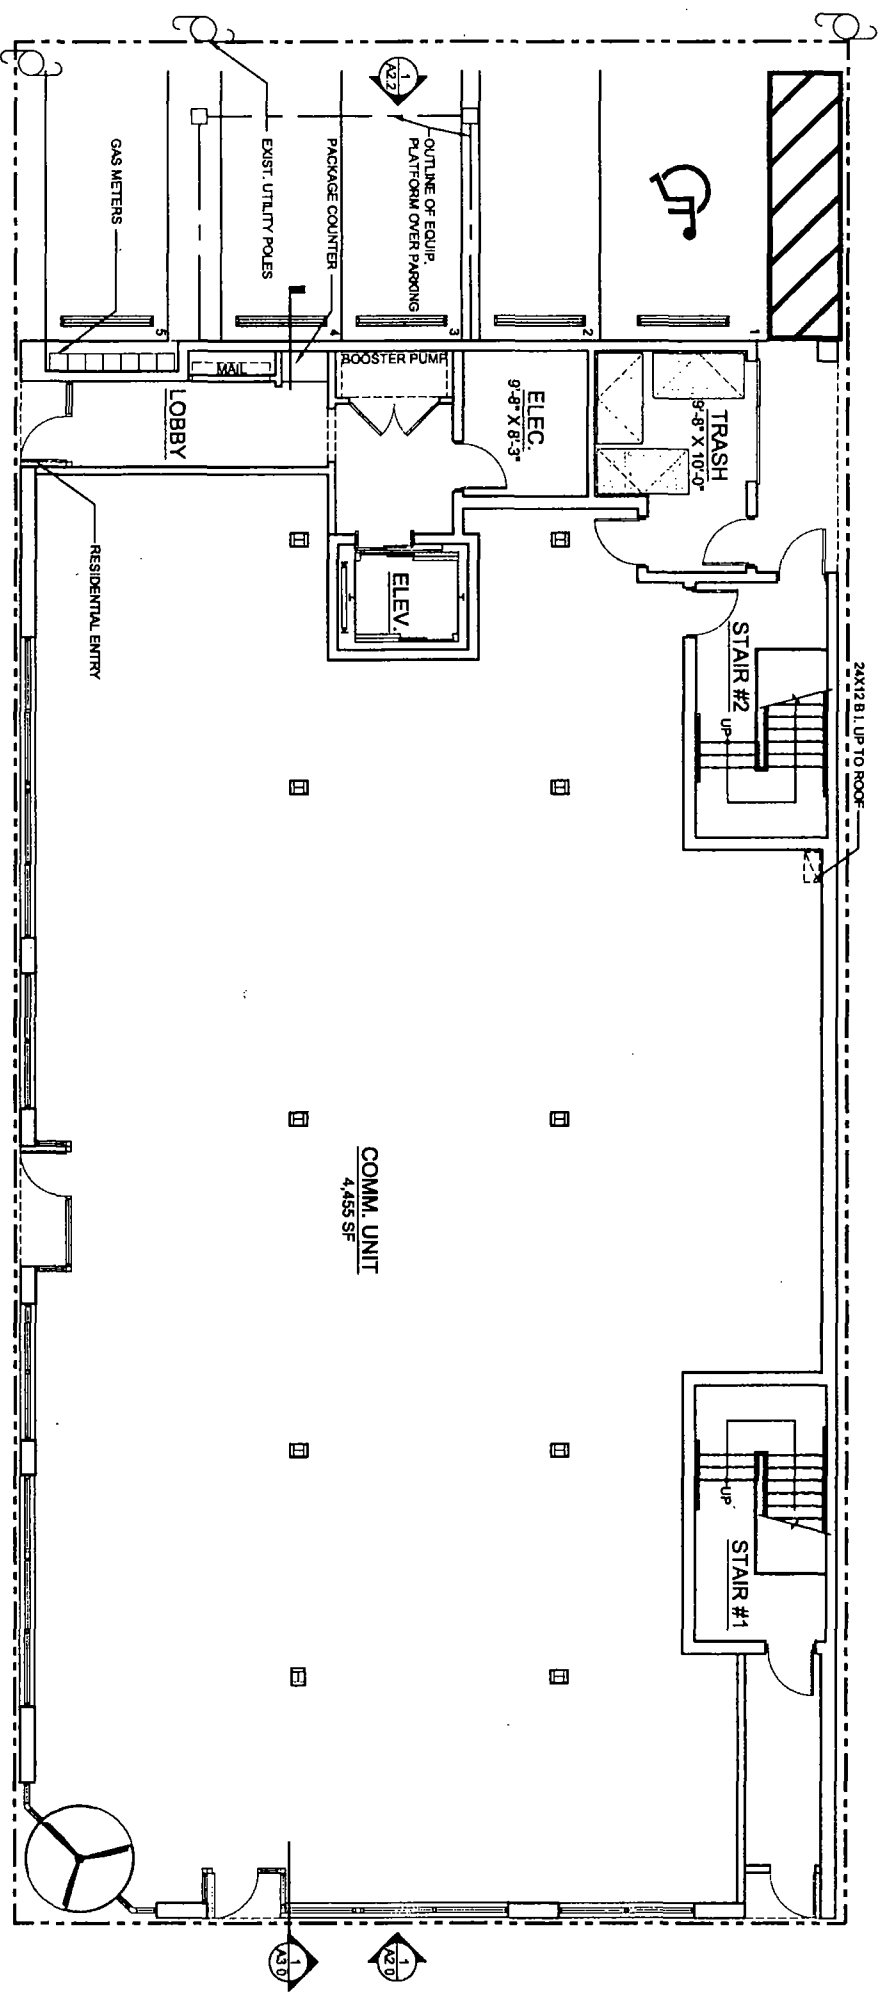 1
A2.2
OUTLINE OF EQUIP.
PLATFORM OVER PARKING
PACKAGE COUNTER
EXIST. UTILITY POLES
GAS METERS
1
2
3
4
5
MAIL
BOOSTER PUMP
LOBBY
ELEC.
9'-8" X 8'-3"
TRASH
9'-8" X 10'-0"
RESIDENTIAL ENTRY
ELEV.
STAIR #2
UP
24X12 B.I. UP TO ROOF
COMM. UNIT
4,455 SF
UP
STAIR #1
1
A3.0
1
A2.0